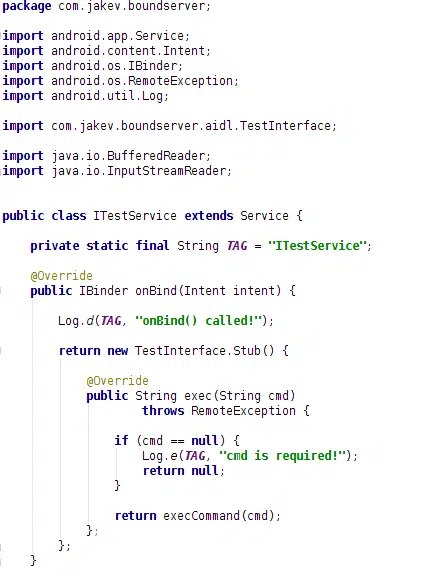 package com.jakev.boundserver;
import android.app.Service;
import android.content.Intent;
import android.os.IBinder;
import android.os.RemoteException;
import android.util.Log;
import com.jakev.boundserver.aidl.TestInterface;
import java.io.BufferedReader;
import java.io.InputStreamReader;
public class ITestService extends Service {
private static final String TAG = "ITestService";
@Override
public IBinder onBind(Intent intent) {
Log.d(TAG, "onBind() called!");
return new TestInterface.Stub() {
@Override
public String exec(String cmd)
throws RemoteException {
if (cmd == null) {
Log.e(TAG, "cmd is required!");
return null;
}
return execCommand(cmd);
};
};
}